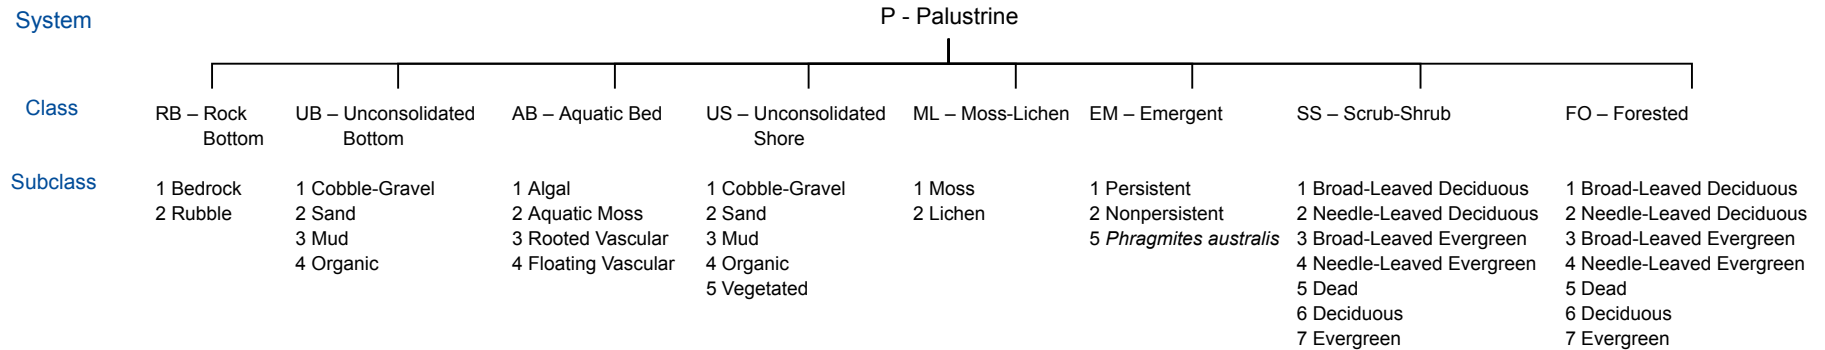 System
P - Palustrine
Class
RB – Rock
Bottom
UB – Unconsolidated
Bottom
AB – Aquatic Bed
US – Unconsolidated
Shore
ML – Moss-Lichen
EM – Emergent
SS – Scrub-Shrub
FO – Forested
Subclass
1 Bedrock
2 Rubble
1 Cobble-Gravel
2 Sand
3 Mud
4 Organic
1 Algal
2 Aquatic Moss
3 Rooted Vascular
4 Floating Vascular
1 Cobble-Gravel
2 Sand
3 Mud
4 Organic
5 Vegetated
1 Moss
2 Lichen
1 Persistent
2 Nonpersistent
5 Phragmites australis
1 Broad-Leaved Deciduous
2 Needle-Leaved Deciduous
3 Broad-Leaved Evergreen
4 Needle-Leaved Evergreen
5 Dead
6 Deciduous
7 Evergreen
1 Broad-Leaved Deciduous
2 Needle-Leaved Deciduous
3 Broad-Leaved Evergreen
4 Needle-Leaved Evergreen
5 Dead
6 Deciduous
7 Evergreen